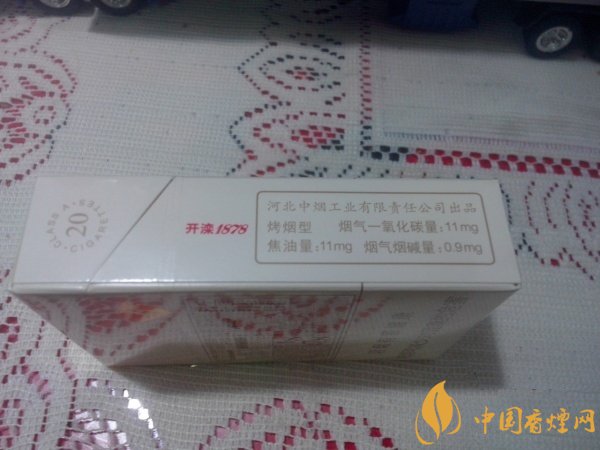 CLASS A CIGARETTES
20
开滦1878
河北中烟工业有限责任公司出品
烤烟型 烟气一氧化碳量:11mg
焦油量:11mg 烟气烟碱量:0.9mg
中国香烟网